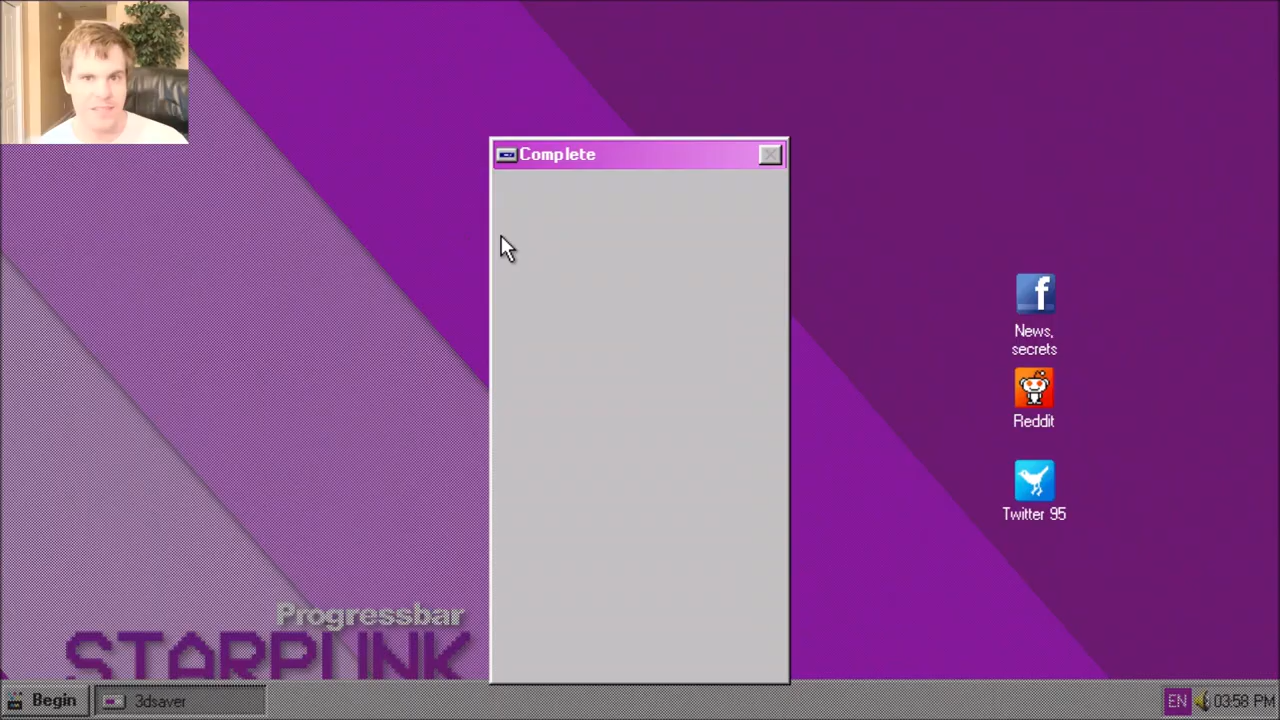 Complete
News,
secrets
Reddit
Twitter 95
Progressbar
STARPUNK
Begin
3dsaver
EN
03:58 PM